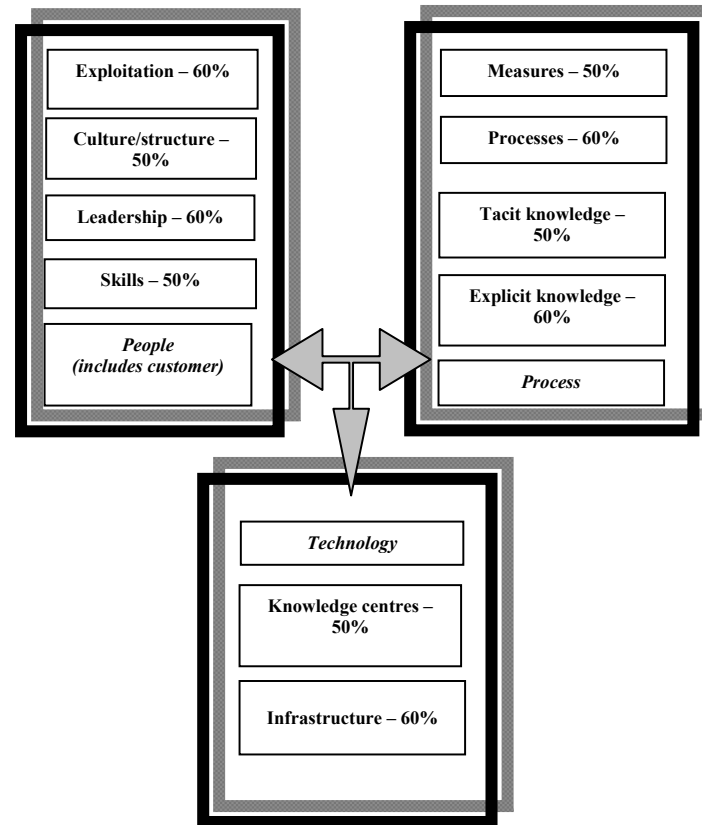 Exploitation – 60%
Culture/structure –
50%
Leadership – 60%
Skills – 50%
People
(includes customer)
Measures – 50%
Processes – 60%
Tacit knowledge –
50%
Explicit knowledge –
60%
Process
Technology
Knowledge centres –
50%
Infrastructure – 60%